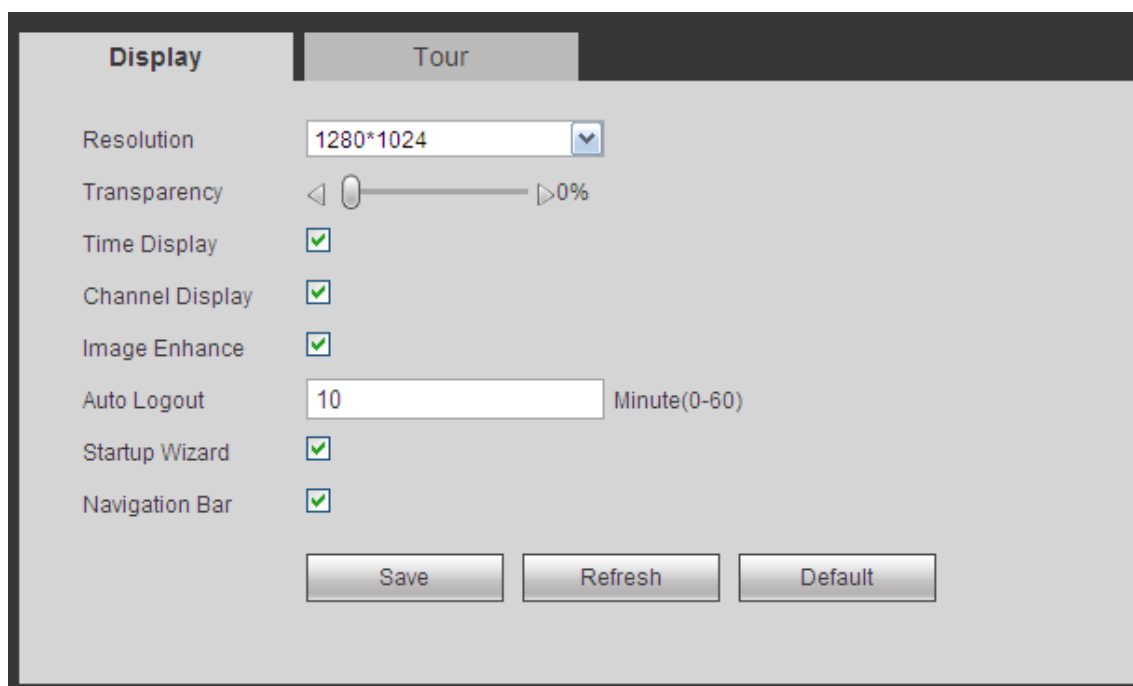 Display Tour
Resolution 1280*1024
Transparency 0%
Time Display
Channel Display
Image Enhance
Auto Logout 10 Minute(0-60)
Startup Wizard
Navigation Bar
Save Refresh Default